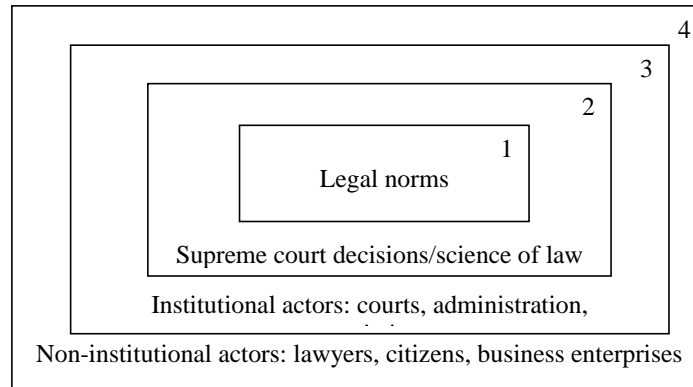 4
3
2
1
Legal norms
Supreme court decisions/science of law
Institutional actors: courts, administration,
Non-institutional actors: lawyers, citizens, business enterprises